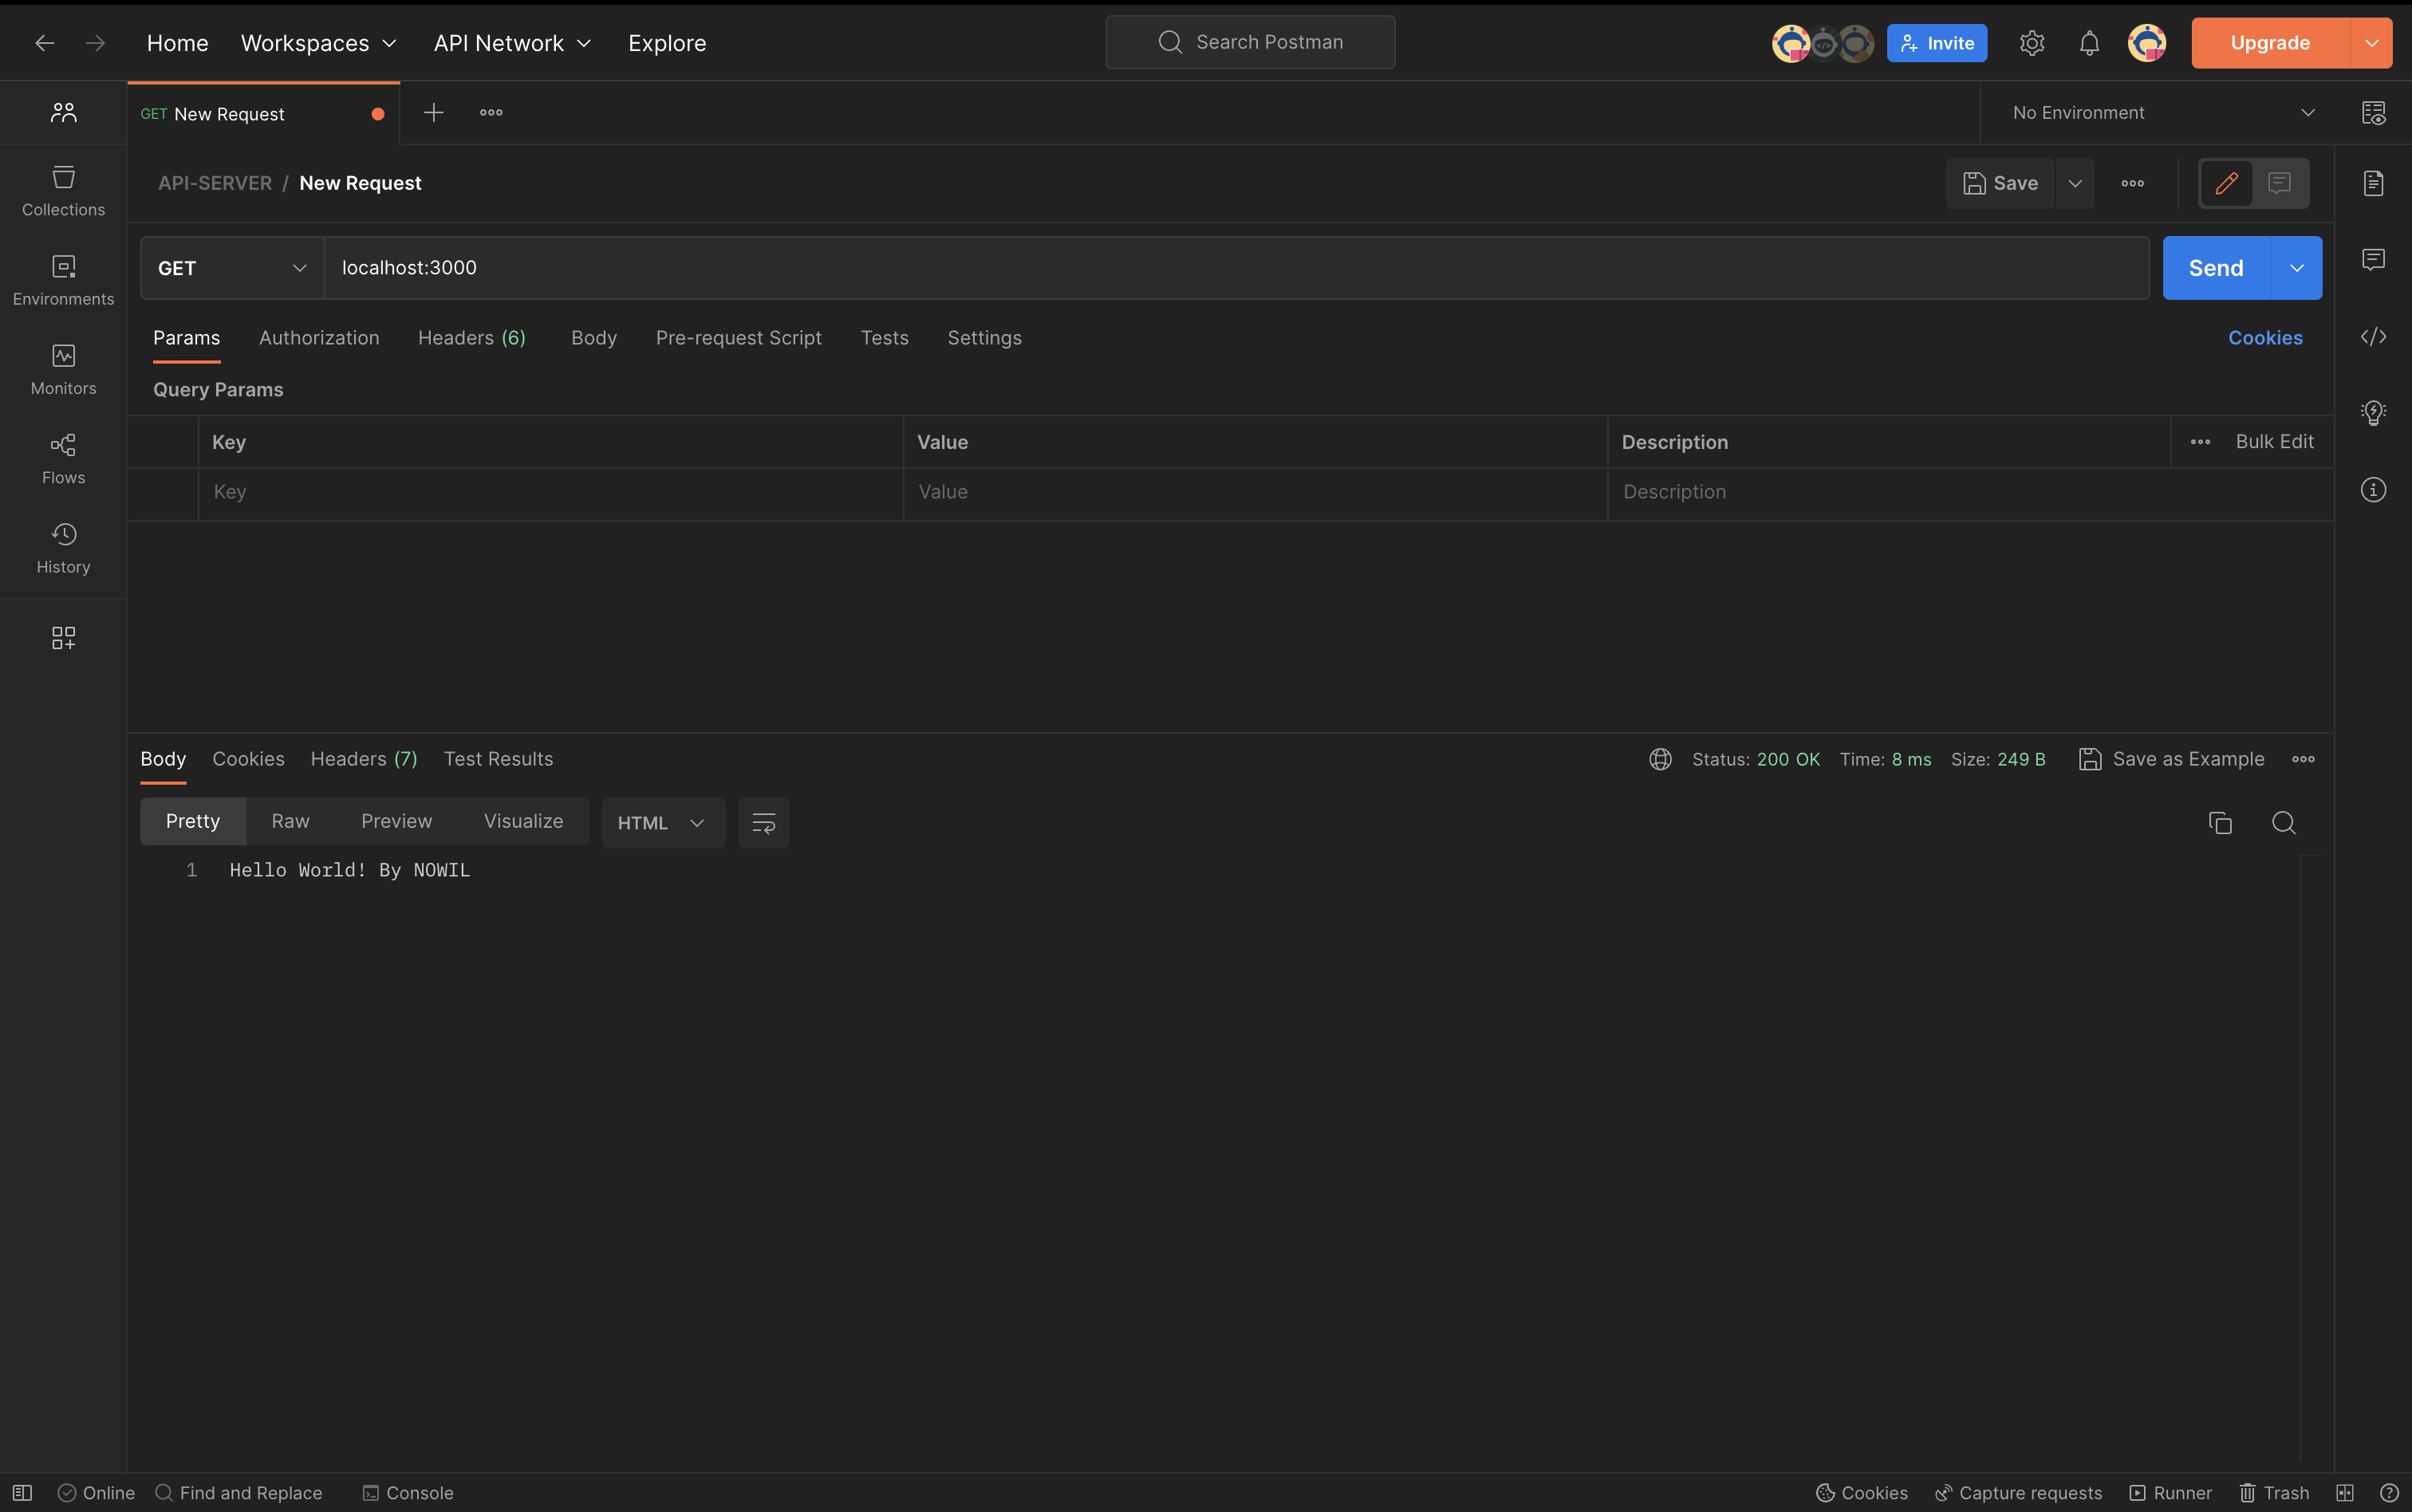 Home Workspaces API Network Explore Search Postman Invite Upgrade
GET New Request No Environment
API-SERVER / New Request Save
Collections
GET localhost:3000 Send
Environments
Params Authorization Headers (6) Body Pre-request Script Tests Settings Cookies
Monitors
Query Params
Key Value Description Bulk Edit
Key Value Description
Flows
History
Body Cookies Headers (7) Test Results Status: 200 OK Time: 8 ms Size: 249 B Save as Example
Pretty Raw Preview Visualize HTML
1 Hello World! By NOWIL
Online Find and Replace Console Cookies Capture requests Runner Trash